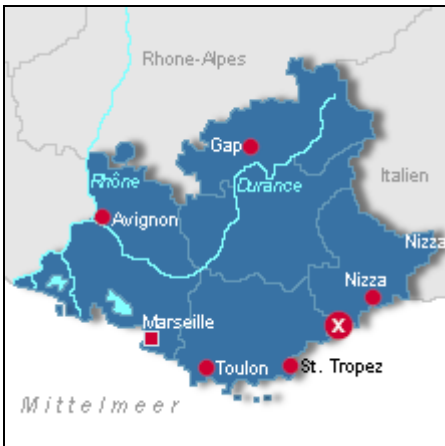 Rhone-Alpes
Gap
Italien
Rhône
Durance
Avignon
Nizza
Nizza
X
Marseille
Toulon
St. Tropez
Mittelmeer